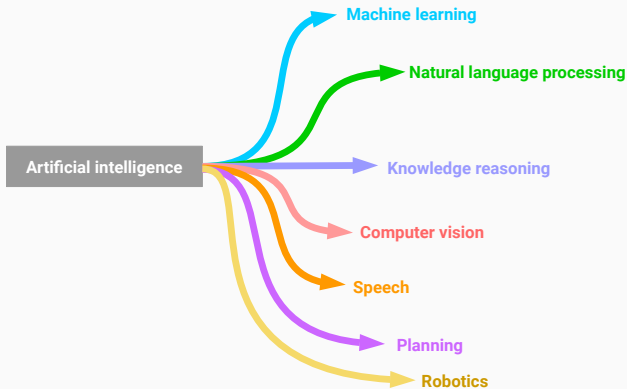 Machine learning
Natural language processing
Artificial intelligence
Knowledge reasoning
Computer vision
Speech
Planning
Robotics